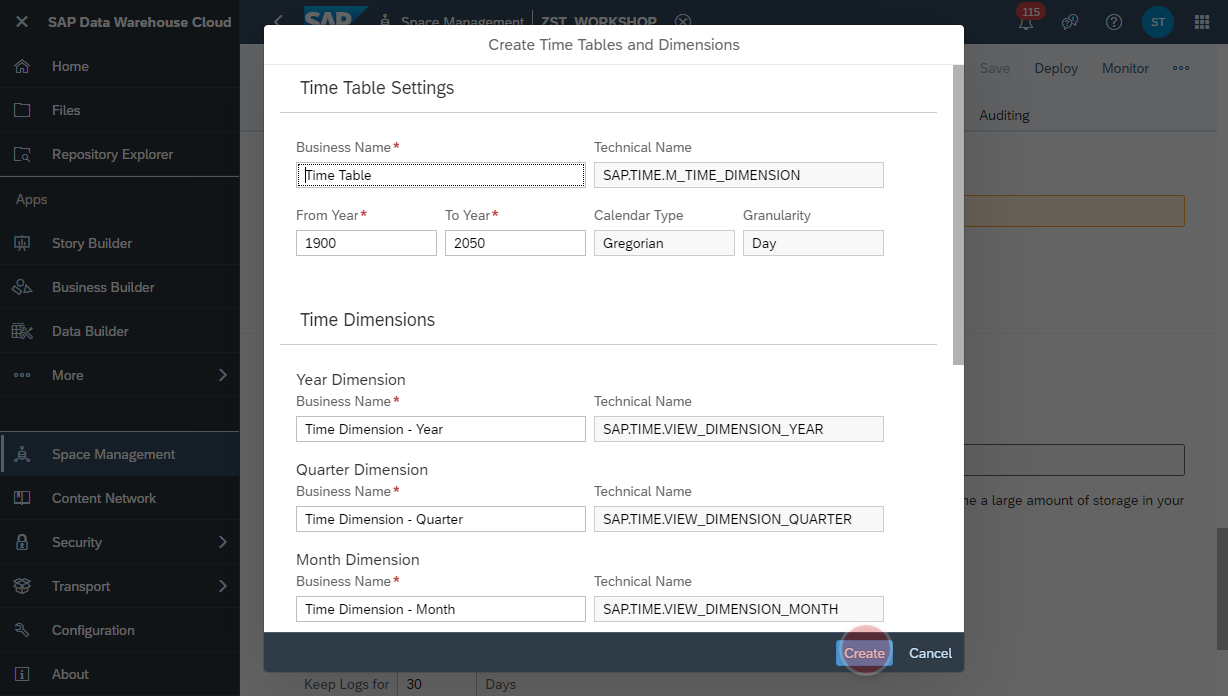 SAP Data Warehouse Cloud
SAP Space Management ZST_WORKSHOP
115
ST
Home
Files
Repository Explorer
Apps
Story Builder
Business Builder
Data Builder
More
Space Management
Content Network
Security
Transport
Configuration
About
Save Deploy Monitor
Auditing
Create Time Tables and Dimensions
Time Table Settings
Business Name* Technical Name
Time Table SAP.TIME.M_TIME_DIMENSION
From Year* To Year* Calendar Type Granularity
1900 2050 Gregorian Day
Time Dimensions
Year Dimension
Business Name* Technical Name
Time Dimension - Year SAP.TIME.VIEW_DIMENSION_YEAR
Quarter Dimension
Business Name* Technical Name
Time Dimension - Quarter SAP.TIME.VIEW_DIMENSION_QUARTER
Month Dimension
Business Name* Technical Name
Time Dimension - Month SAP.TIME.VIEW_DIMENSION_MONTH
Create Cancel
a large amount of storage in your
Keep Logs for 30 Days